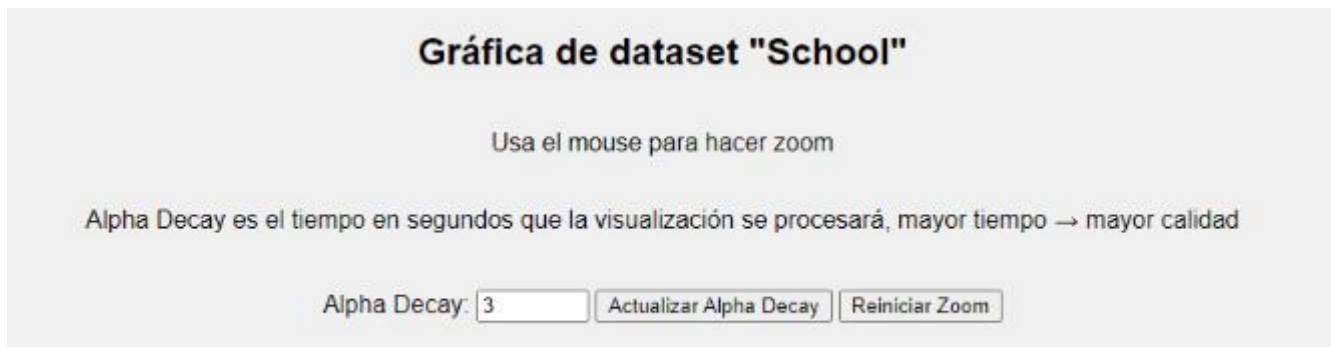 Gráfica de dataset "School"
Usa el mouse para hacer zoom
Alpha Decay es el tiempo en segundos que la visualización se procesará, mayor tiempo → mayor calidad
Alpha Decay: 3 Actualizar Alpha Decay Reiniciar Zoom